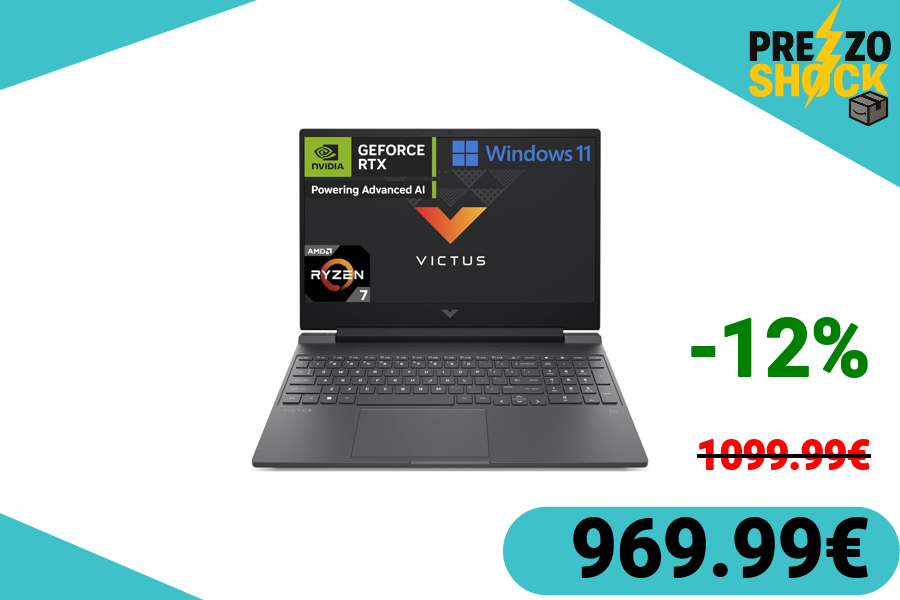 PREZZO
SHOCK
NVIDIA
GEFORCE
RTX
Powering Advanced AI
Windows 11
VICTUS
AMD
RYZEN
7
-12%
1099.99€
969.99€